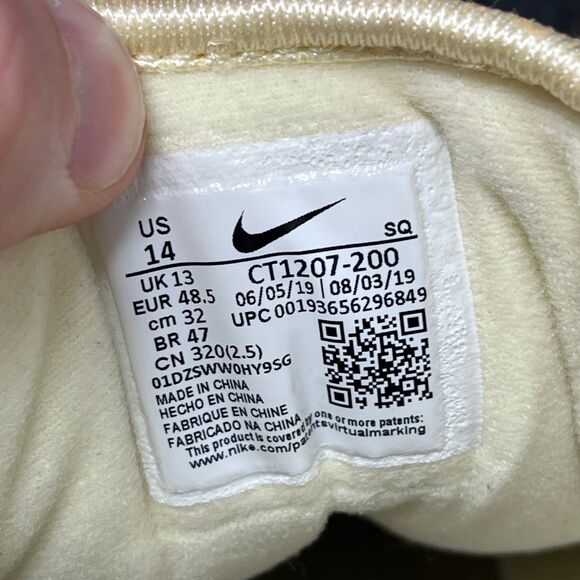 US
14
SQ
UK 13
CT1207-200
EUR 48.5
06/05/19 | 08/03/19
cm 32
UPC 00193656296849
BR 47
CN 320(2.5)
01DZSWW0HY9SG
MADE IN CHINA
HECHO EN CHINA
FABRIQUE EN CHINE
FABRICADO NA CHINA
This product is covered by one or more patents:
www.nike.com/patentsvirtualmarking